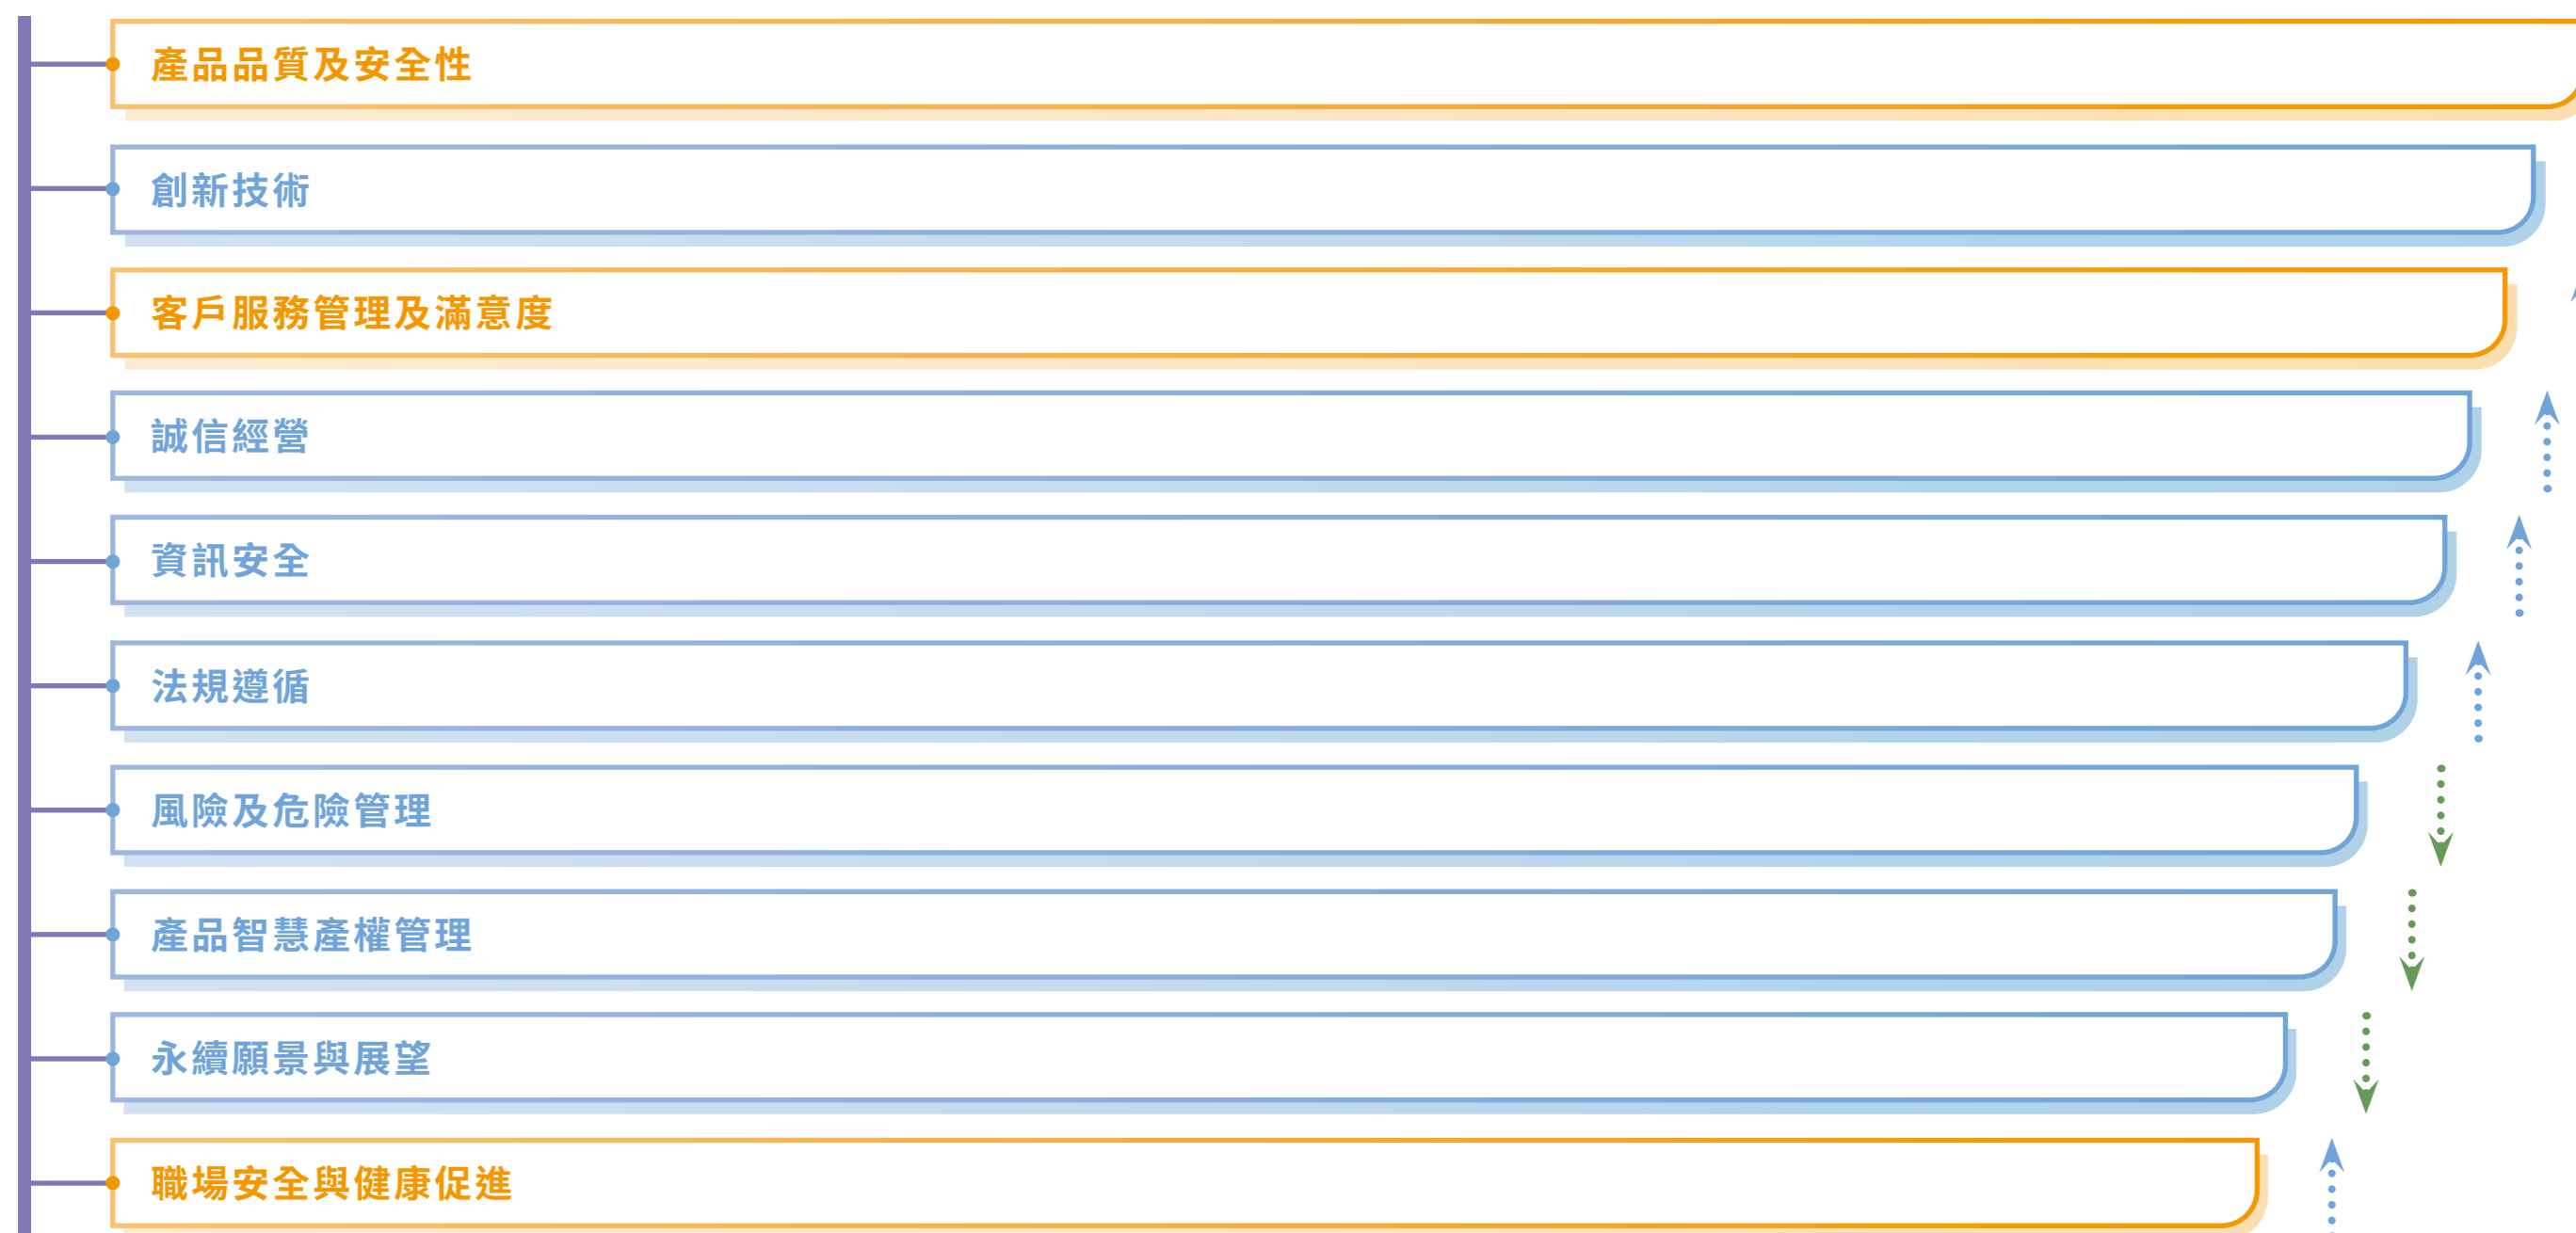 產品品質及安全性
創新技術
客戶服務管理及滿意度
誠信經營
資訊安全
法規遵循
風險及危險管理
產品智慧產權管理
永續願景與展望
職場安全與健康促進